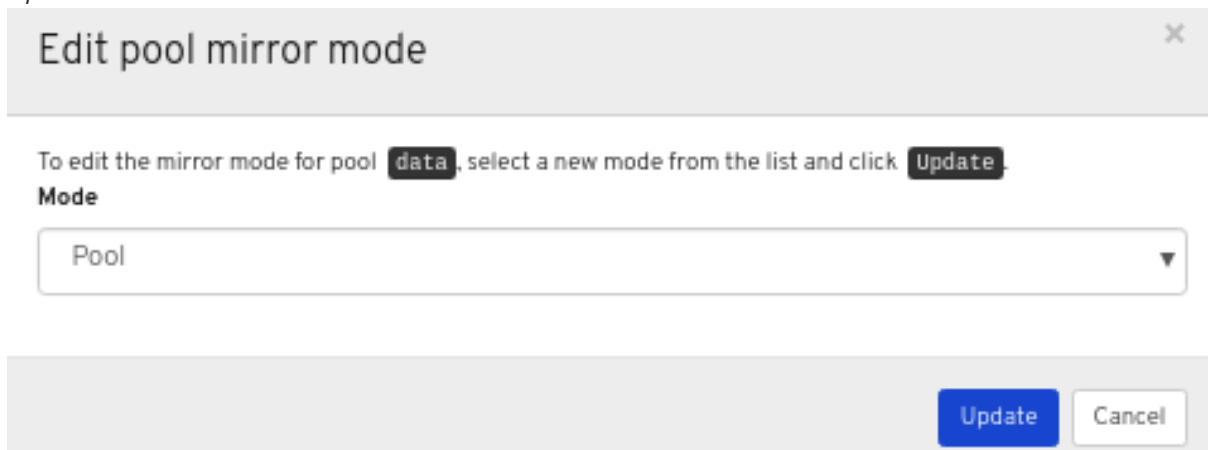 Edit pool mirror mode
×
To edit the mirror mode for pool data, select a new mode from the list and click Update.
Mode
Pool
Update Cancel